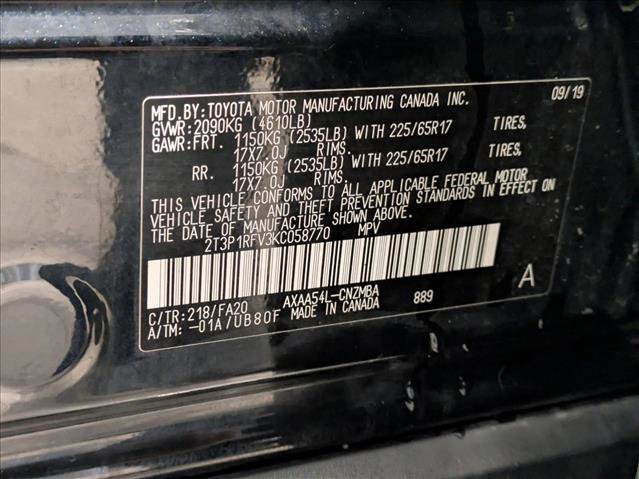 MFD.BY:TOYOTA MOTOR MANUFACTURING CANADA INC. 09/19
GVWR:2090KG (4610LB)
GAWR:FRT. 1150KG (2535LB) WITH 225/65R17 TIRES,
17X7.0J RIMS.
RR. 1150KG (2535LB) WITH 225/65R17 TIRES,
17X7.0J RIMS.
THIS VEHICLE CONFORMS TO ALL APPLICABLE FEDERAL MOTOR
VEHICLE SAFETY AND THEFT PREVENTION STANDARDS IN EFFECT ON
THE DATE OF MANUFACTURE SHOWN ABOVE.
2T3P1RFV3KC058770 MPV
A
C/TR:218/FA20 AXAA54L-CNZMBA 889
A/TM:-01A/UB80F MADE IN CANADA